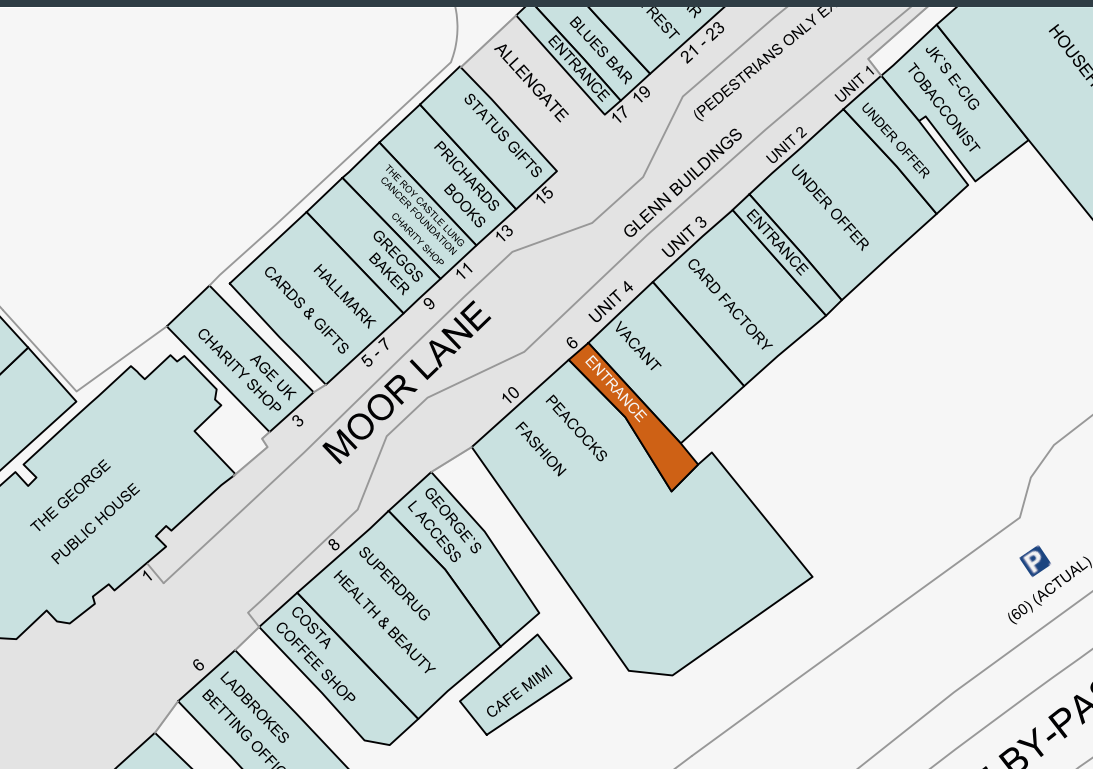 BLUES BAR
ENTRANCE
21 - 23
19
17
ALLENGATE
STATUS GIFTS
15
PRICHARDS
BOOKS
13
THE ROY CASTLE LUNG
CANCER FOUNDATION
CHARITY SHOP
11
GREGGS
BAKER
9
HALLMARK
CARDS & GIFTS
5 - 7
AGE UK
CHARITY SHOP
3
THE GEORGE
PUBLIC HOUSE
1
MOOR LANE
(PEDESTRIANS ONLY
GLENN BUILDINGS
UNIT 1
JK'S E-CIG
TOBACCONIST
UNDER OFFER
UNIT 2
UNDER OFFER
ENTRANCE
UNIT 3
CARD FACTORY
UNIT 4
VACANT
6
ENTRANCE
10
PEACOCKS
FASHION
GEORGE'S
L ACCESS
8
SUPERDRUG
HEALTH & BEAUTY
COSTA
COFFEE SHOP
CAFE MIMI
6
LADBROKES
BETTING
P
(60) (ACTUAL)